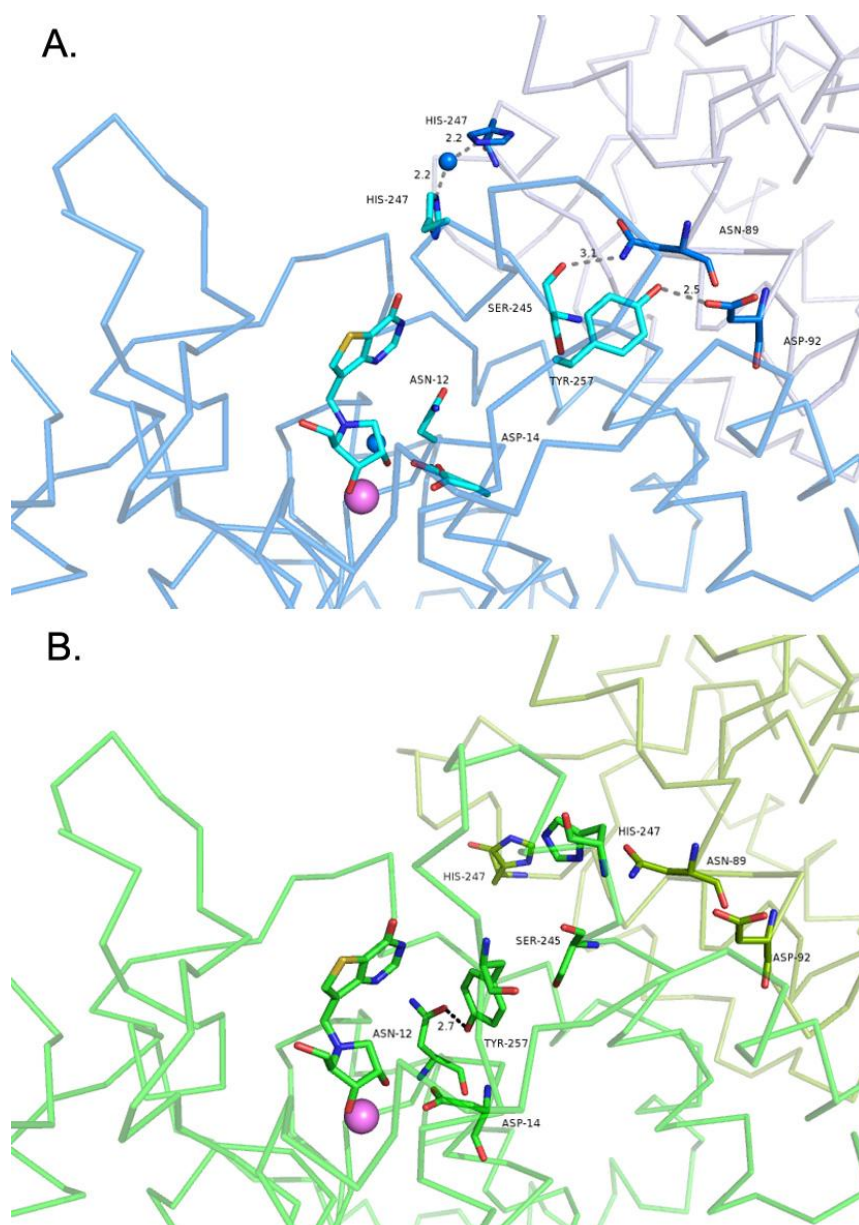 A.
HIS-247
2.2
2.2
HIS-247
ASN-89
3.1
2.5
SER-245
ASP-92
TYR-257
ASN-12
ASP-14
B.
HIS-247
ASN-89
HIS-247
SER-245
ASP-92
ASN-12
2.7
TYR-257
ASP-14